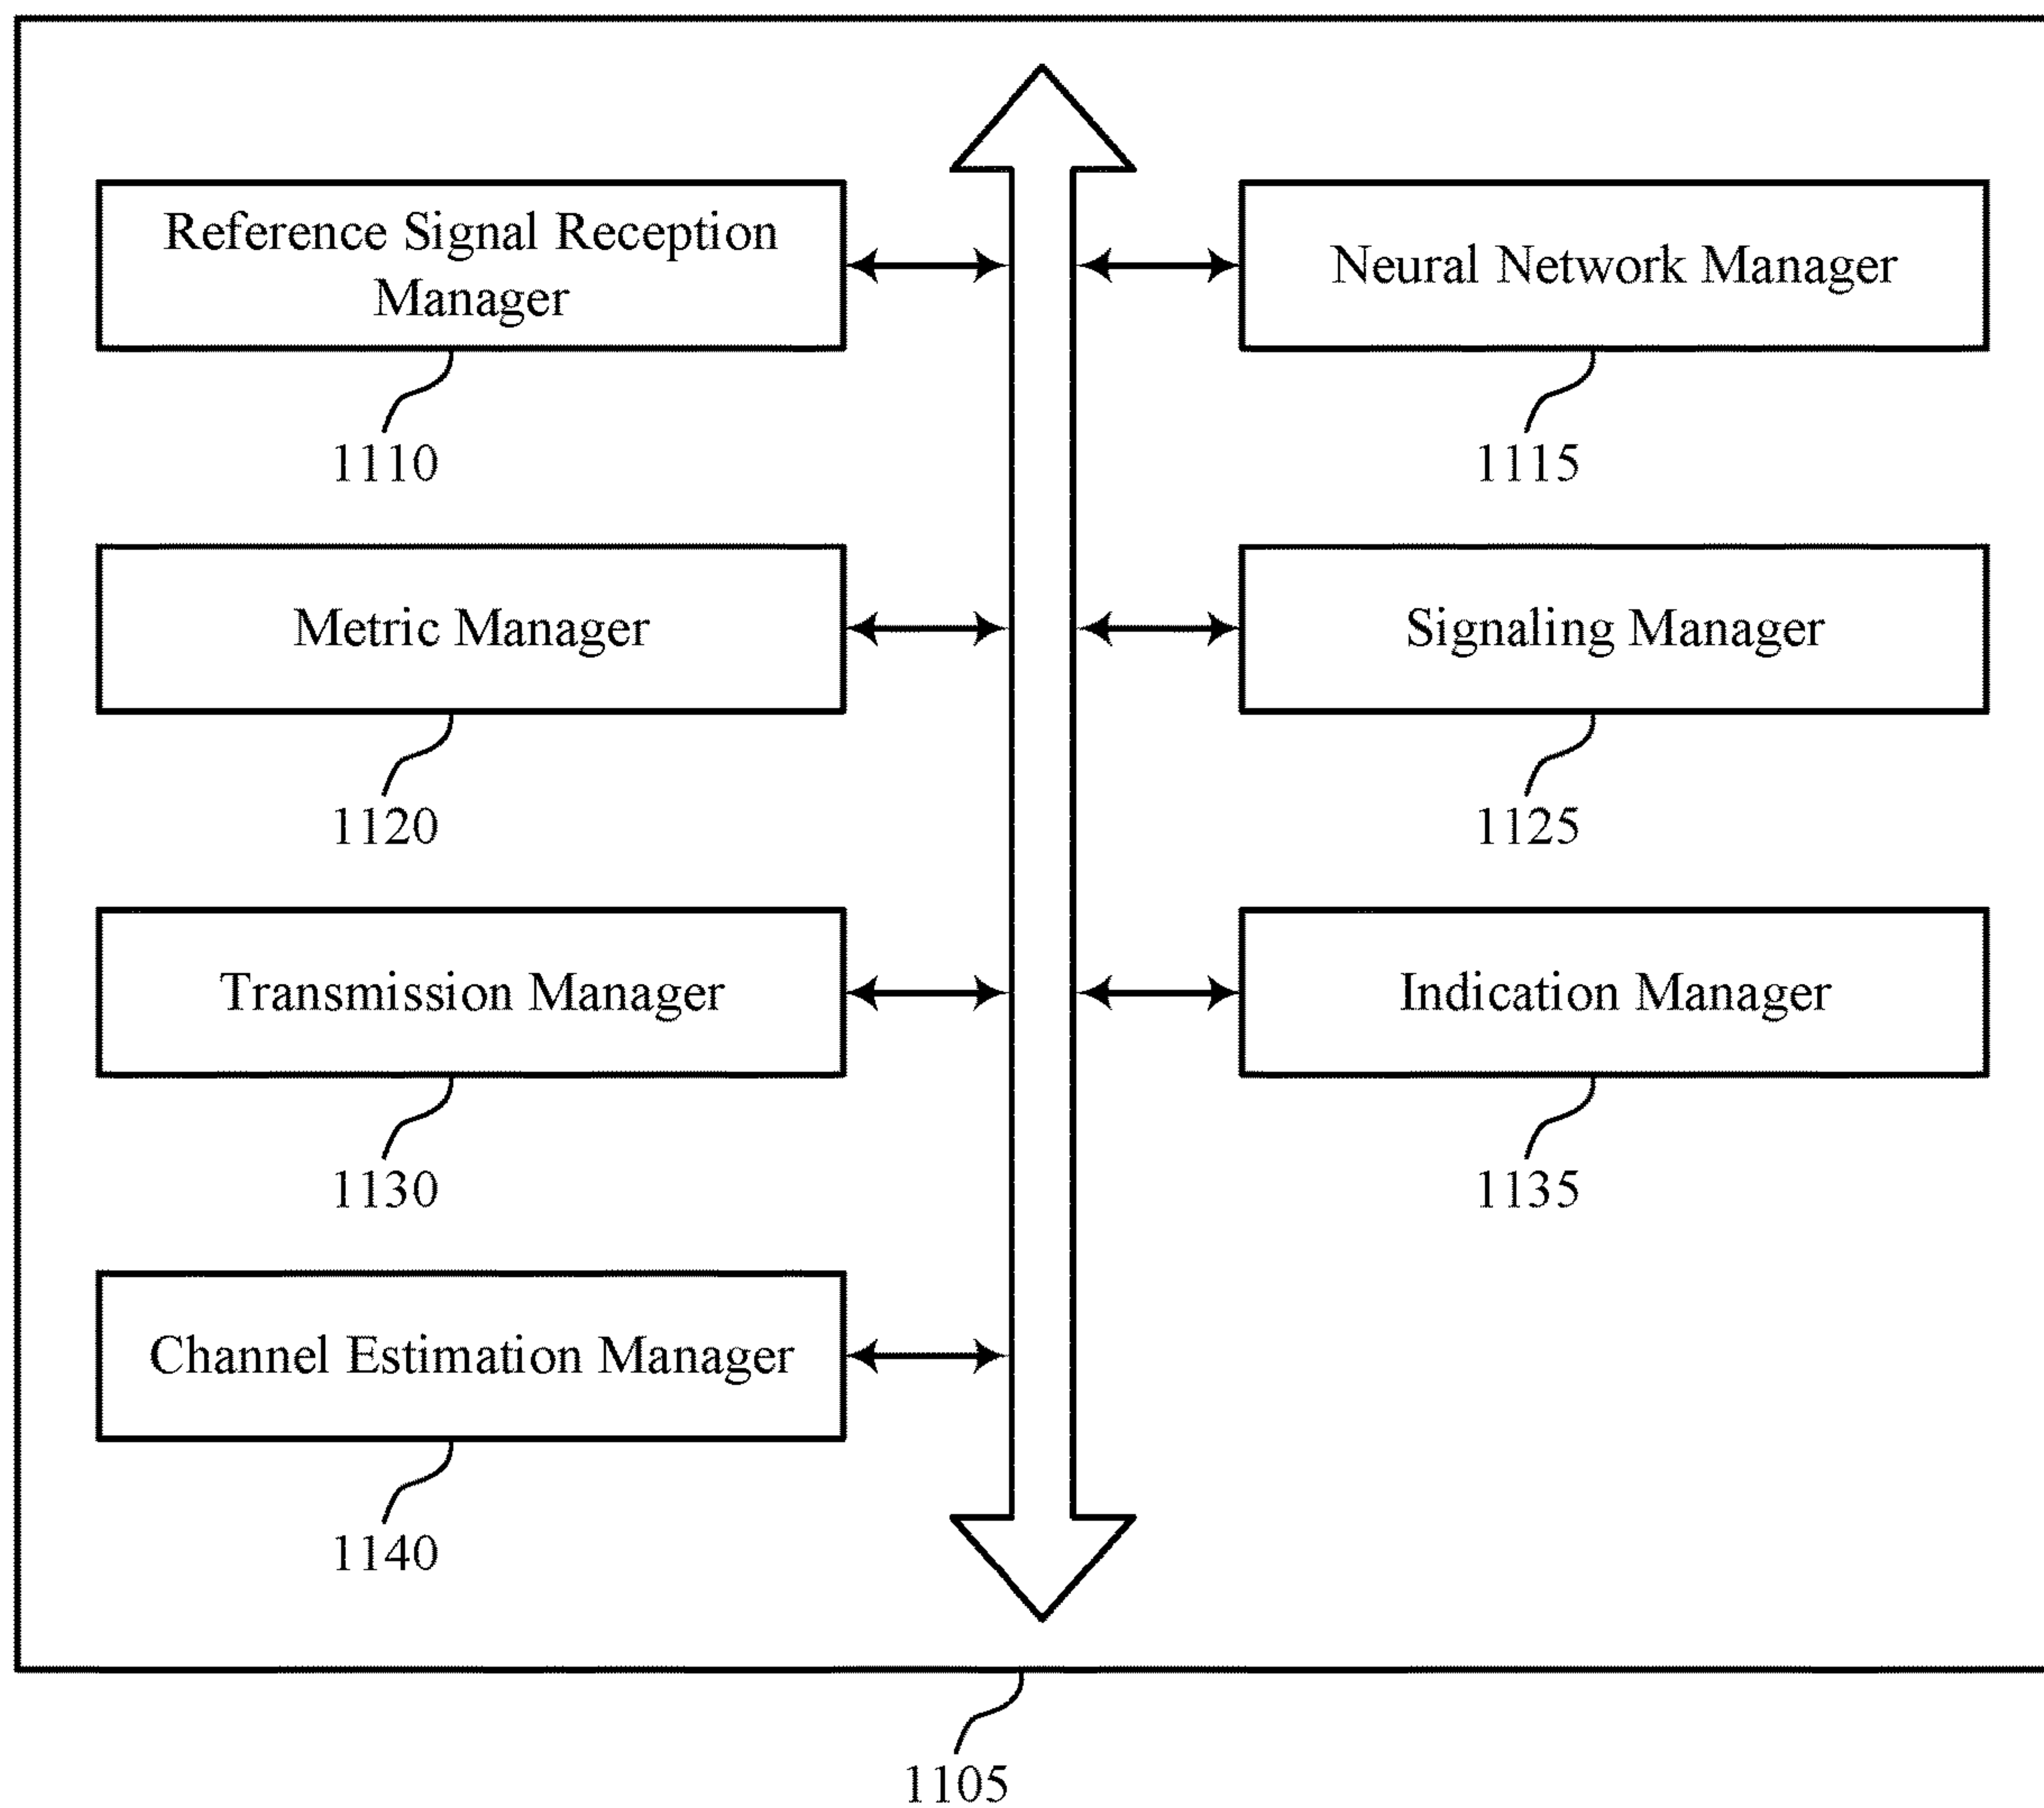 Reference Signal Reception
Manager
Neural Network Manager
1110
1115
Metric Manager
Signaling Manager
1120
1125
Transmission Manager
Indication Manager
1130
1135
Channel Estimation Manager
1140
1105